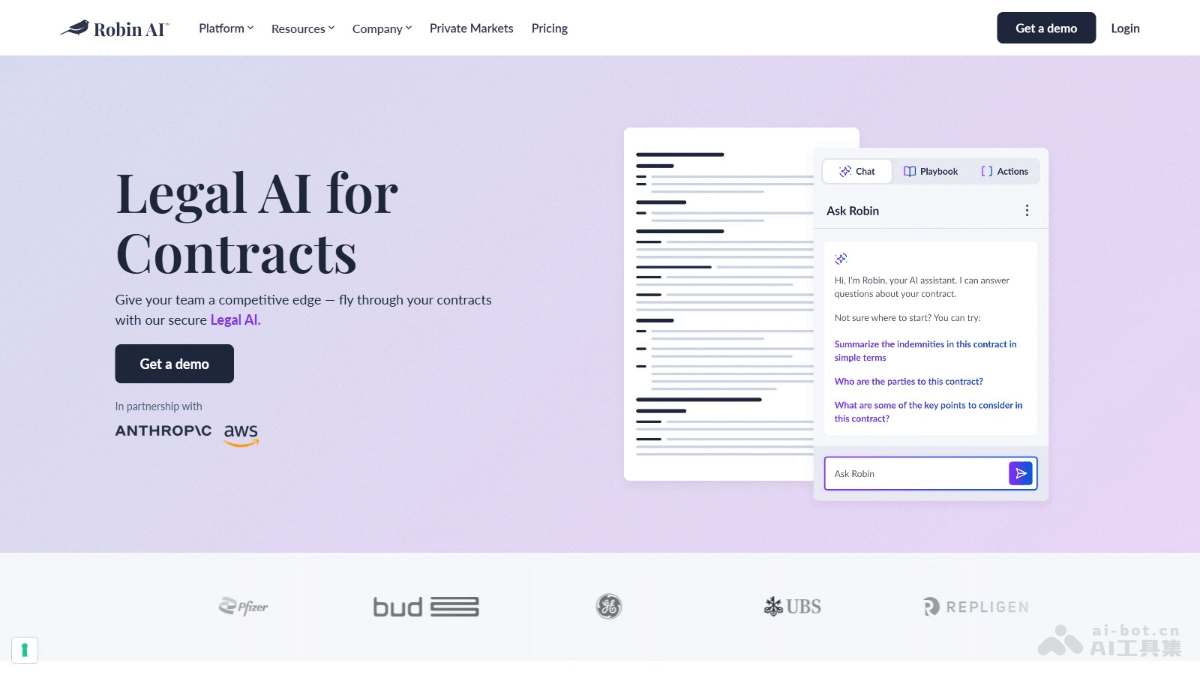 Robin AI™ Platform Resources Company Private Markets Pricing Get a demo Login
Legal AI for
Contracts
Give your team a competitive edge — fly through your contracts
with our secure Legal AI.
Get a demo
In partnership with
ANTHROP\C aws
Chat Playbook Actions
Ask Robin
Hi, I'm Robin, your AI assistant. I can answer
questions about your contract.
Not sure where to start? You can try:
Summarize the indemnities in this contract in
simple terms
Who are the parties to this contract?
What are some of the key points to consider in
this contract?
Ask Robin
Pfizer bud GE UBS REPLIGEN
ai-bot.cn
AI工具集